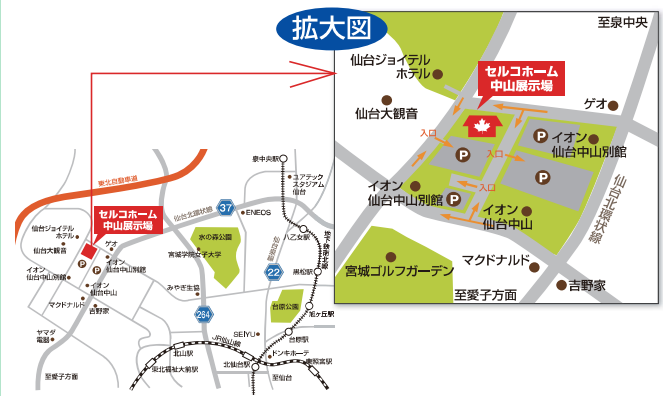 拡大図
至泉中央
仙台ジョイテル
ホテル
セルコホーム
中山展示場
ゲオ
仙台大観音
入口
P
イオン
仙台中山別館
入口
P
P
イオン
仙台中山別館
入口
P
イオン
仙台中山
仙台北環状線
宮城ゴルフガーデン
マクドナルド
至愛子方面
吉野家
東北自動車道
泉中央駅
ユアテック
スタジアム
仙台
セルコホーム
中山展示場
37
ENEOS
仙台北環状線
仙台ジョイテル
ホテル
水の森公園
八乙女駅
地下鉄南北線
仙台大観音
ゲオ
宮城学院女子大学
P
P
イオン
仙台中山別館
イオン
仙台中山別館
22
黒松駅
みやぎ生協
イオン
仙台中山
マクドナルド
吉野家
264
台原公園
旭ヶ丘駅
SEIYU
台原駅
ヤマダ
電器
JR仙山線
北山駅
ドンキホーテ
東照宮駅
東北福祉大前駅
北仙台駅
至愛子方面
至仙台